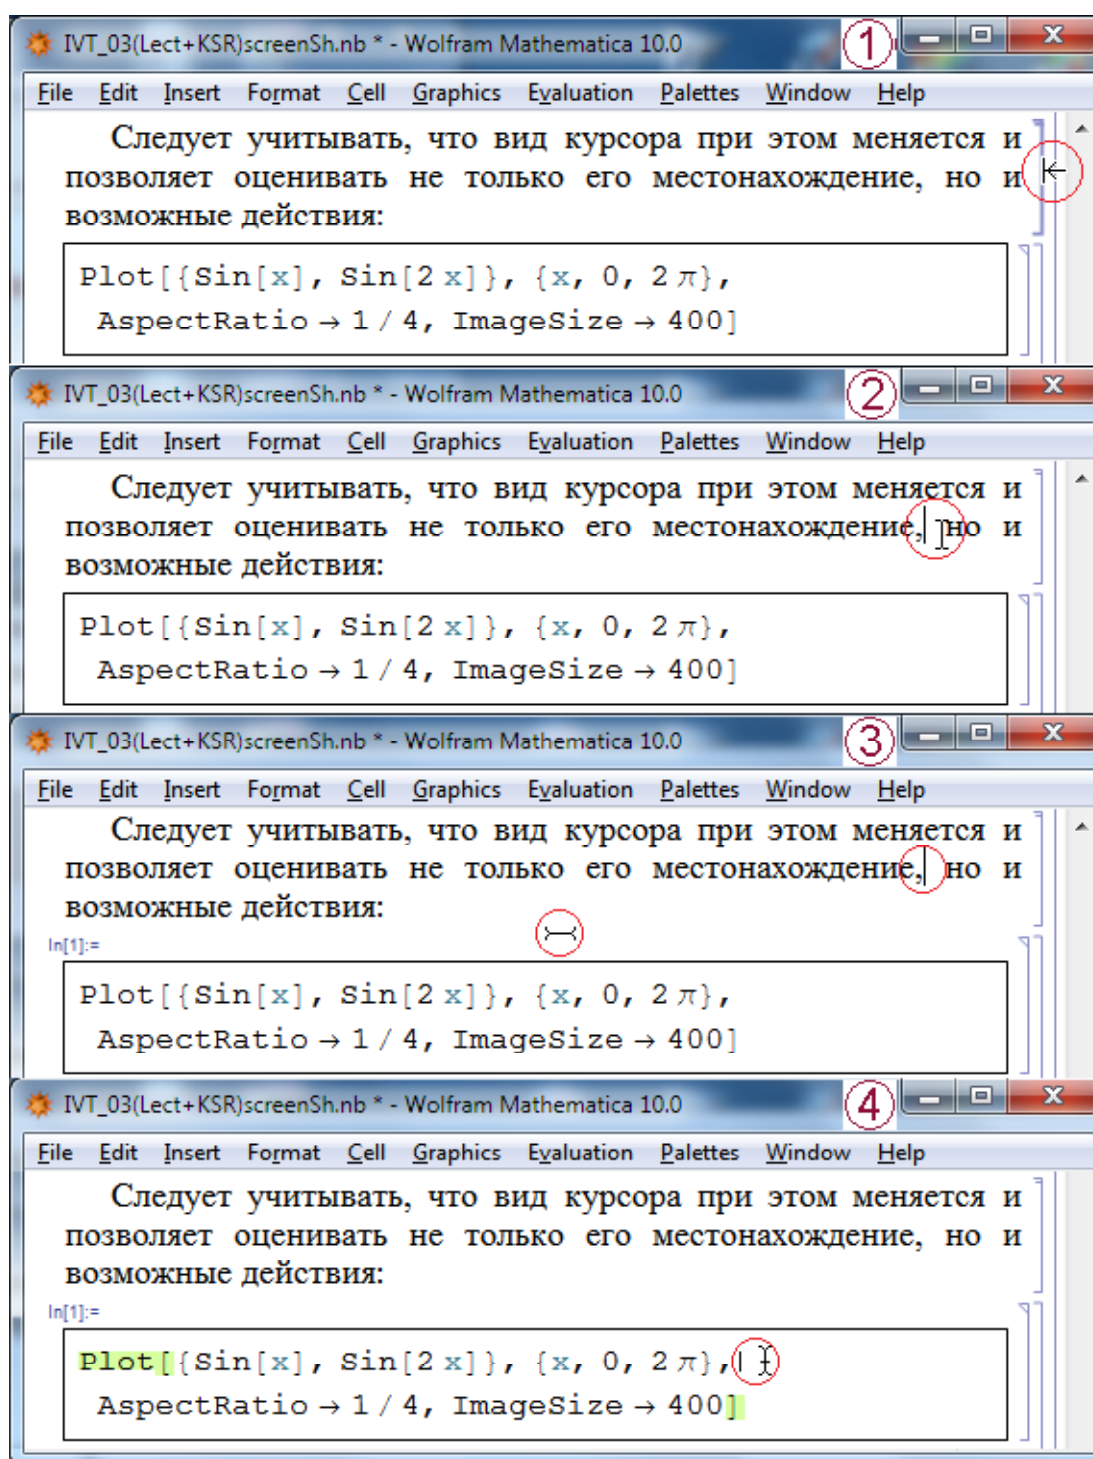 IVT_03(Lect+KSR)screenSh.nb * - Wolfram Mathematica 10.0 1
File Edit Insert Format Cell Graphics Evaluation Palettes Window Help
Следует учитывать, что вид курсора при этом меняется и
позволяет оценивать не только его местонахождение, но и
возможные действия:
Plot[{Sin[x], Sin[2 x]}, {x, 0, 2 π},
AspectRatio → 1 / 4, ImageSize → 400]
IVT_03(Lect+KSR)screenSh.nb * - Wolfram Mathematica 10.0 2
File Edit Insert Format Cell Graphics Evaluation Palettes Window Help
Следует учитывать, что вид курсора при этом меняется и
позволяет оценивать не только его местонахождение, но и
возможные действия:
Plot[{Sin[x], Sin[2 x]}, {x, 0, 2 π},
AspectRatio → 1 / 4, ImageSize → 400]
IVT_03(Lect+KSR)screenSh.nb * - Wolfram Mathematica 10.0 3
File Edit Insert Format Cell Graphics Evaluation Palettes Window Help
Следует учитывать, что вид курсора при этом меняется и
позволяет оценивать не только его местонахождение, но и
возможные действия:
In[1]:=
Plot[{Sin[x], Sin[2 x]}, {x, 0, 2 π},
AspectRatio → 1 / 4, ImageSize → 400]
IVT_03(Lect+KSR)screenSh.nb * - Wolfram Mathematica 10.0 4
File Edit Insert Format Cell Graphics Evaluation Palettes Window Help
Следует учитывать, что вид курсора при этом меняется и
позволяет оценивать не только его местонахождение, но и
возможные действия:
In[1]:=
Plot[{Sin[x], Sin[2 x]}, {x, 0, 2 π},
AspectRatio → 1 / 4, ImageSize → 400]